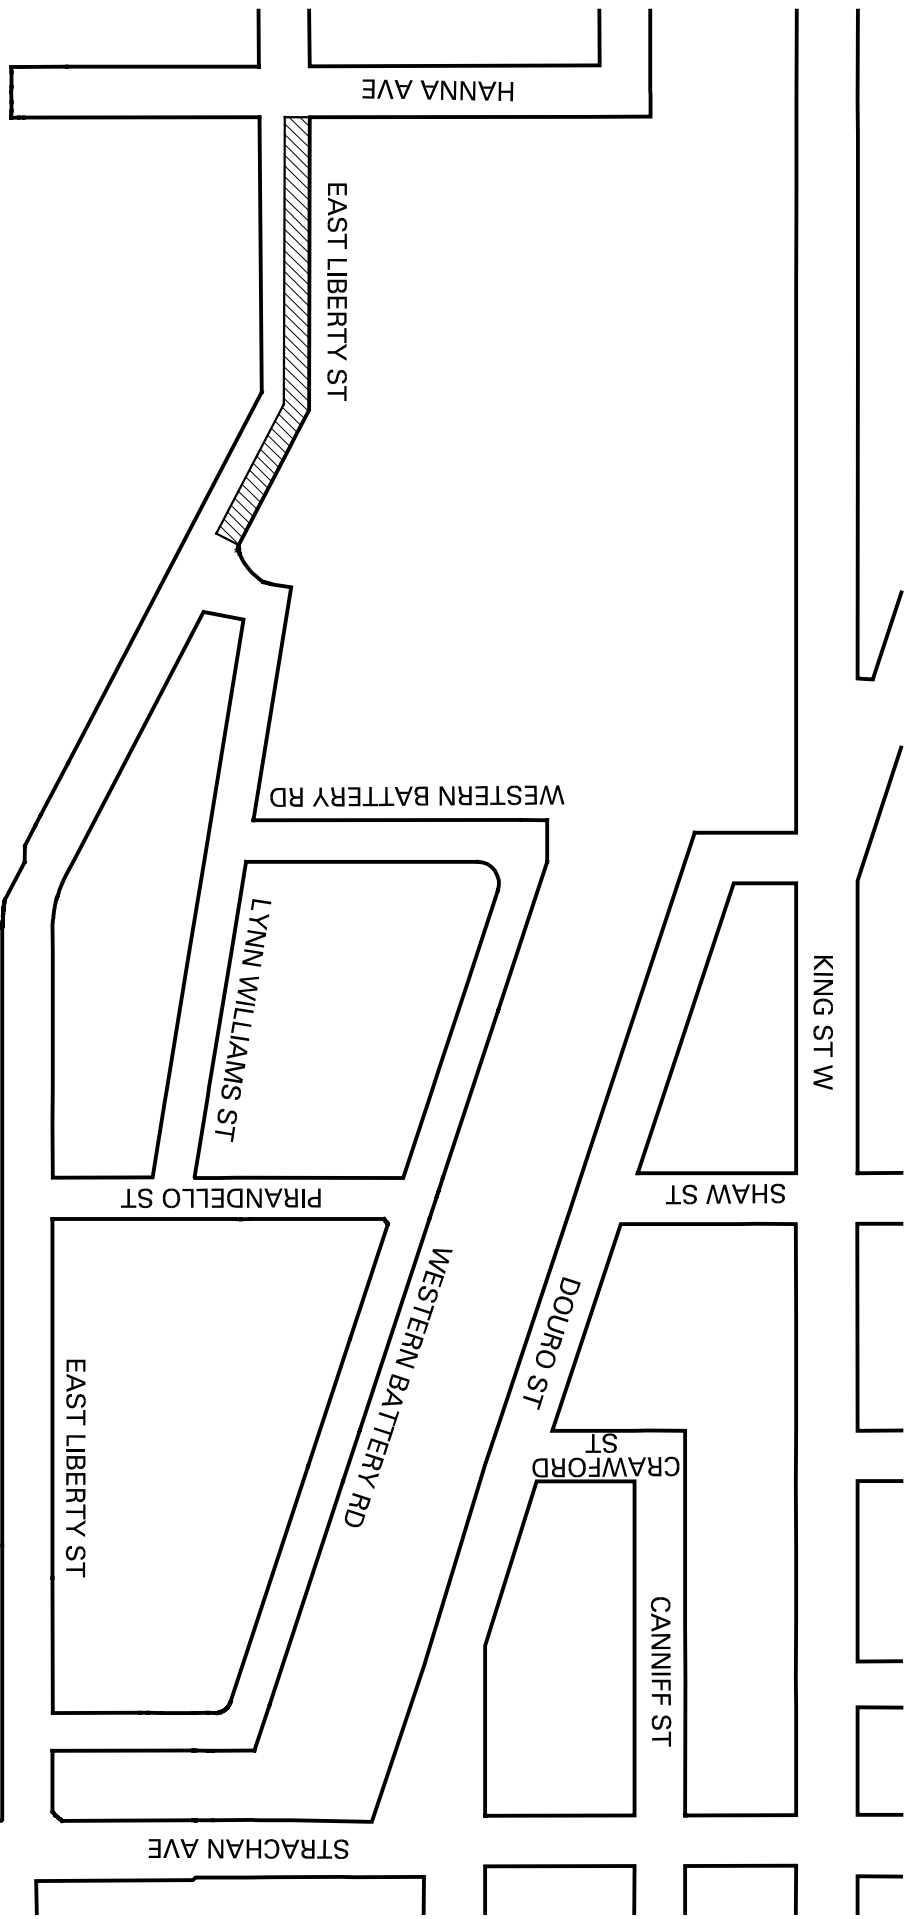 HANNA AVE
EAST LIBERTY ST
WESTERN BATTERY RD
LYNN WILLIAMS ST
KING ST W
PIRANDELLO ST
SHAW ST
WESTERN BATTERY RD
DOURO ST
EAST LIBERTY ST
CRAWFORD
ST
CANNIFF ST
STRACHAN AVE